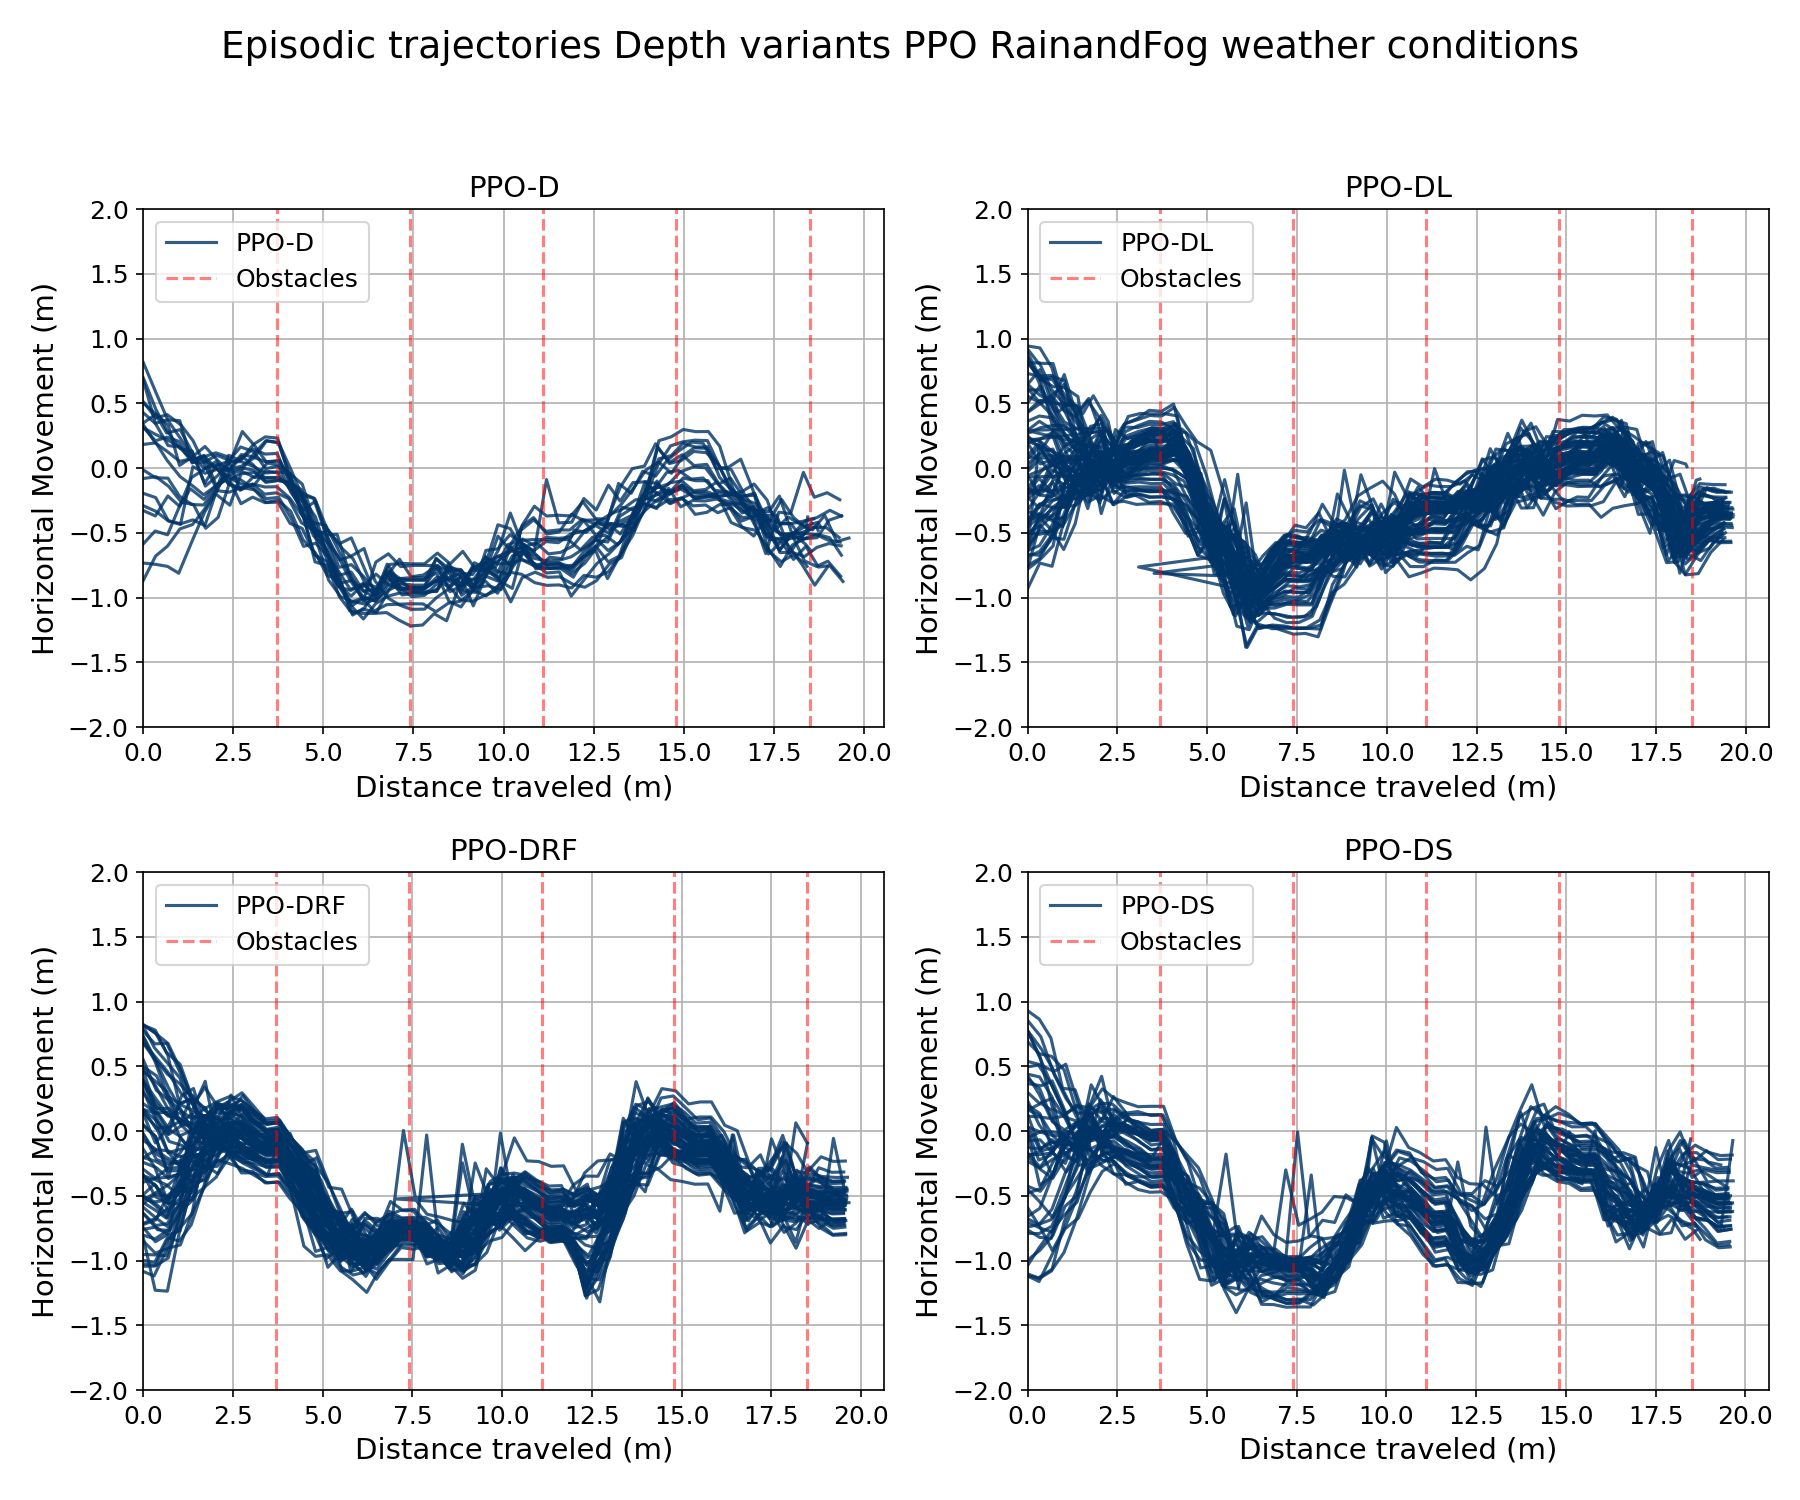 Episodic trajectories Depth variants PPO RainandFog weather conditions
PPO-D
PPO-D
Obstacles
2.0
1.5
1.0
0.5
0.0
−0.5
−1.0
−1.5
−2.0
Horizontal Movement (m)
0.0 2.5 5.0 7.5 10.0 12.5 15.0 17.5 20.0
Distance traveled (m)
PPO-DL
PPO-DL
Obstacles
2.0
1.5
1.0
0.5
0.0
−0.5
−1.0
−1.5
−2.0
Horizontal Movement (m)
0.0 2.5 5.0 7.5 10.0 12.5 15.0 17.5 20.0
Distance traveled (m)
PPO-DRF
PPO-DRF
Obstacles
2.0
1.5
1.0
0.5
0.0
−0.5
−1.0
−1.5
−2.0
Horizontal Movement (m)
0.0 2.5 5.0 7.5 10.0 12.5 15.0 17.5 20.0
Distance traveled (m)
PPO-DS
PPO-DS
Obstacles
2.0
1.5
1.0
0.5
0.0
−0.5
−1.0
−1.5
−2.0
Horizontal Movement (m)
0.0 2.5 5.0 7.5 10.0 12.5 15.0 17.5 20.0
Distance traveled (m)